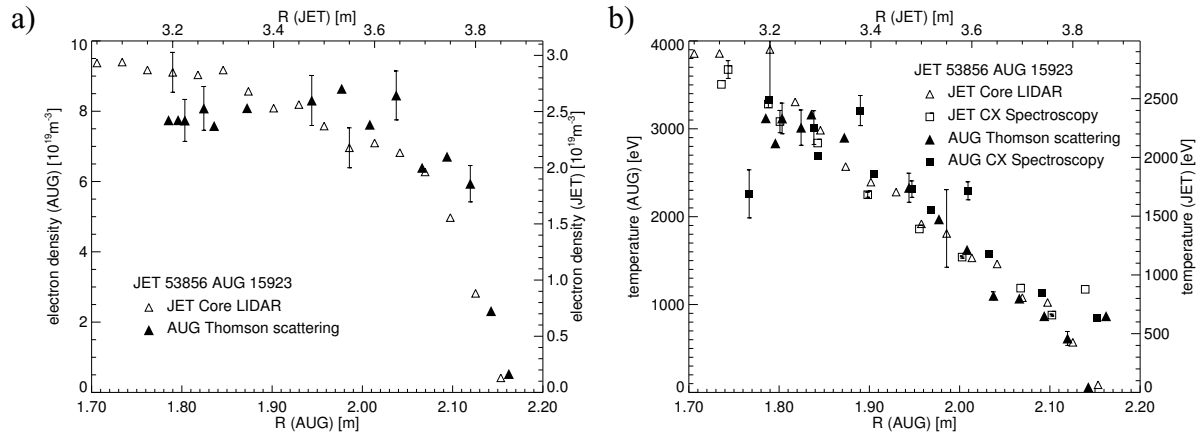 a)
R (JET) [m]
3.2 3.4 3.6 3.8
10
8
6
4
2
0
electron density (AUG) [10¹⁹m⁻³]
3.0
2.5
2.0
1.5
1.0
0.5
0.0
electron density (JET) [10¹⁹m⁻³]
JET 53856 AUG 15923
JET Core LIDAR
AUG Thomson scattering
1.70 1.80 1.90 2.00 2.10 2.20
R (AUG) [m]
b)
R (JET) [m]
3.2 3.4 3.6 3.8
4000
3000
2000
1000
0
temperature (AUG) [eV]
2500
2000
1500
1000
500
0
temperature (JET) [eV]
JET 53856 AUG 15923
JET Core LIDAR
JET CX Spectroscopy
AUG Thomson scattering
AUG CX Spectroscopy
1.70 1.80 1.90 2.00 2.10 2.20
R (AUG) [m]